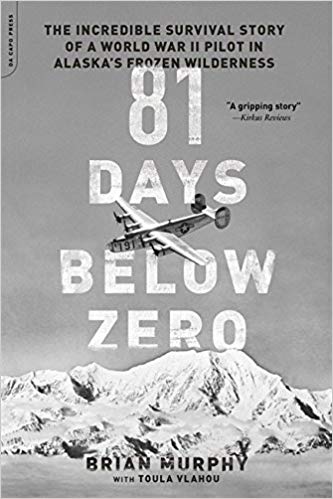 DA CAPO PRESS
THE INCREDIBLE SURVIVAL STORY
OF A WORLD WAR II PILOT IN
ALASKA'S FROZEN WILDERNESS
81
DAYS
"A gripping story"
—Kirkus Reviews
191
BELOW
ZERO
BRIAN MURPHY
WITH TOULA VLAHOU